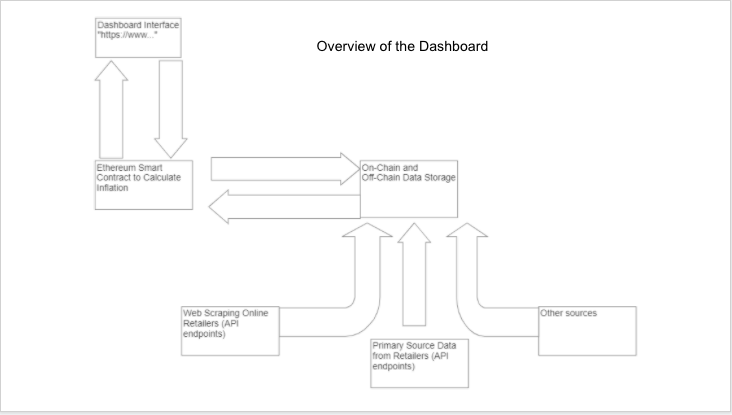 Dashboard Interface
"https://www..."
Overview of the Dashboard
Ethereum Smart
Contract to Calculate
Inflation
On-Chain and
Off-Chain Data Storage
Web Scraping Online
Retailers (API
endpoints)
Primary Source Data
from Retailers (API
endpoints)
Other sources